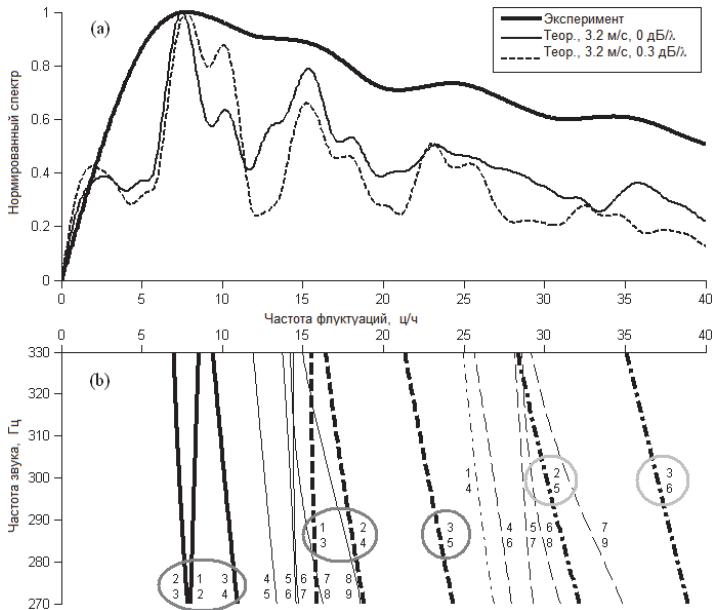 (a)
Эксперимент
Теор., 3.2 м/с, 0 дБ/λ
Теор., 3.2 м/с, 0.3 дБ/λ
Нормированный спектр
1
0.8
0.6
0.4
0.2
0
0 5 10 15 20 25 30 35 40
Частота флуктуаций, ц/ч
0 5 10 15 20 25 30 35 40
(b)
Частота звука, Гц
330
320
310
300
290
280
270
1 2 3
4 5 6
1 2 3 4 5 6 7
3 4 5 6 7 8 9
2 1 3 4 5 6 7 8
3 2 4 5 6 7 8 9